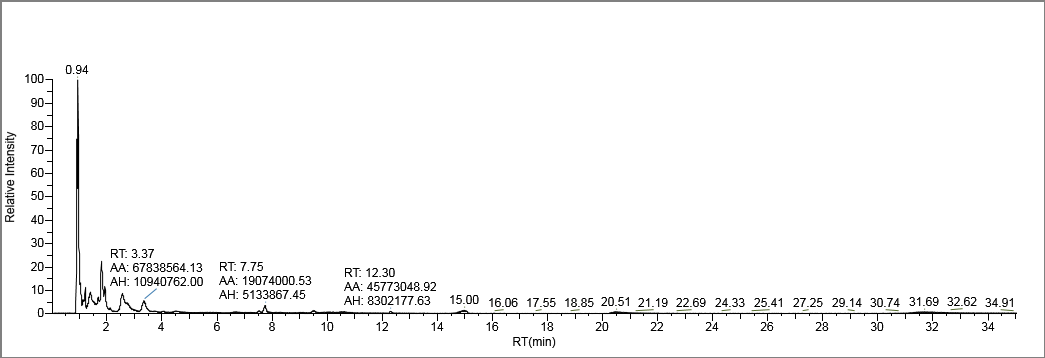 0.94
100
90
80
70
60
50
40
30
20
10
0
Relative Intensity
RT: 3.37
AA: 67838564.13
AH: 10940762.00
RT: 7.75
AA: 19074000.53
AH: 5133867.45
RT: 12.30
AA: 45773048.92
AH: 8302177.63
15.00 16.06 17.55 18.85 20.51 21.19 22.69 24.33 25.41 27.25 29.14 30.74 31.69 32.62 34.91
2 4 6 8 10 12 14 16 18 20 22 24 26 28 30 32 34
RT(min)